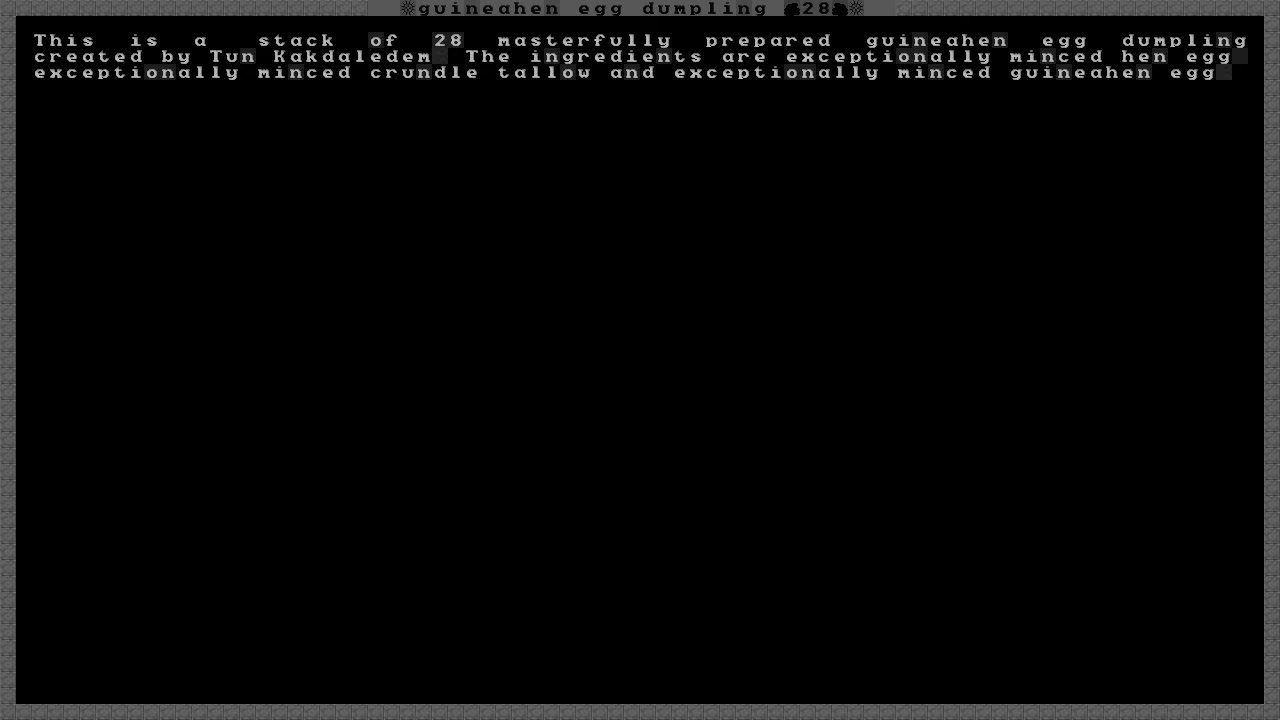 ☼guineahen egg dumpling [28]☼
This is a stack of 28 masterfully prepared guineahen egg dumpling
created by Tun Kakdaledem The ingredients are exceptionally minced hen egg
exceptionally minced crundle tallow and exceptionally minced guineahen egg